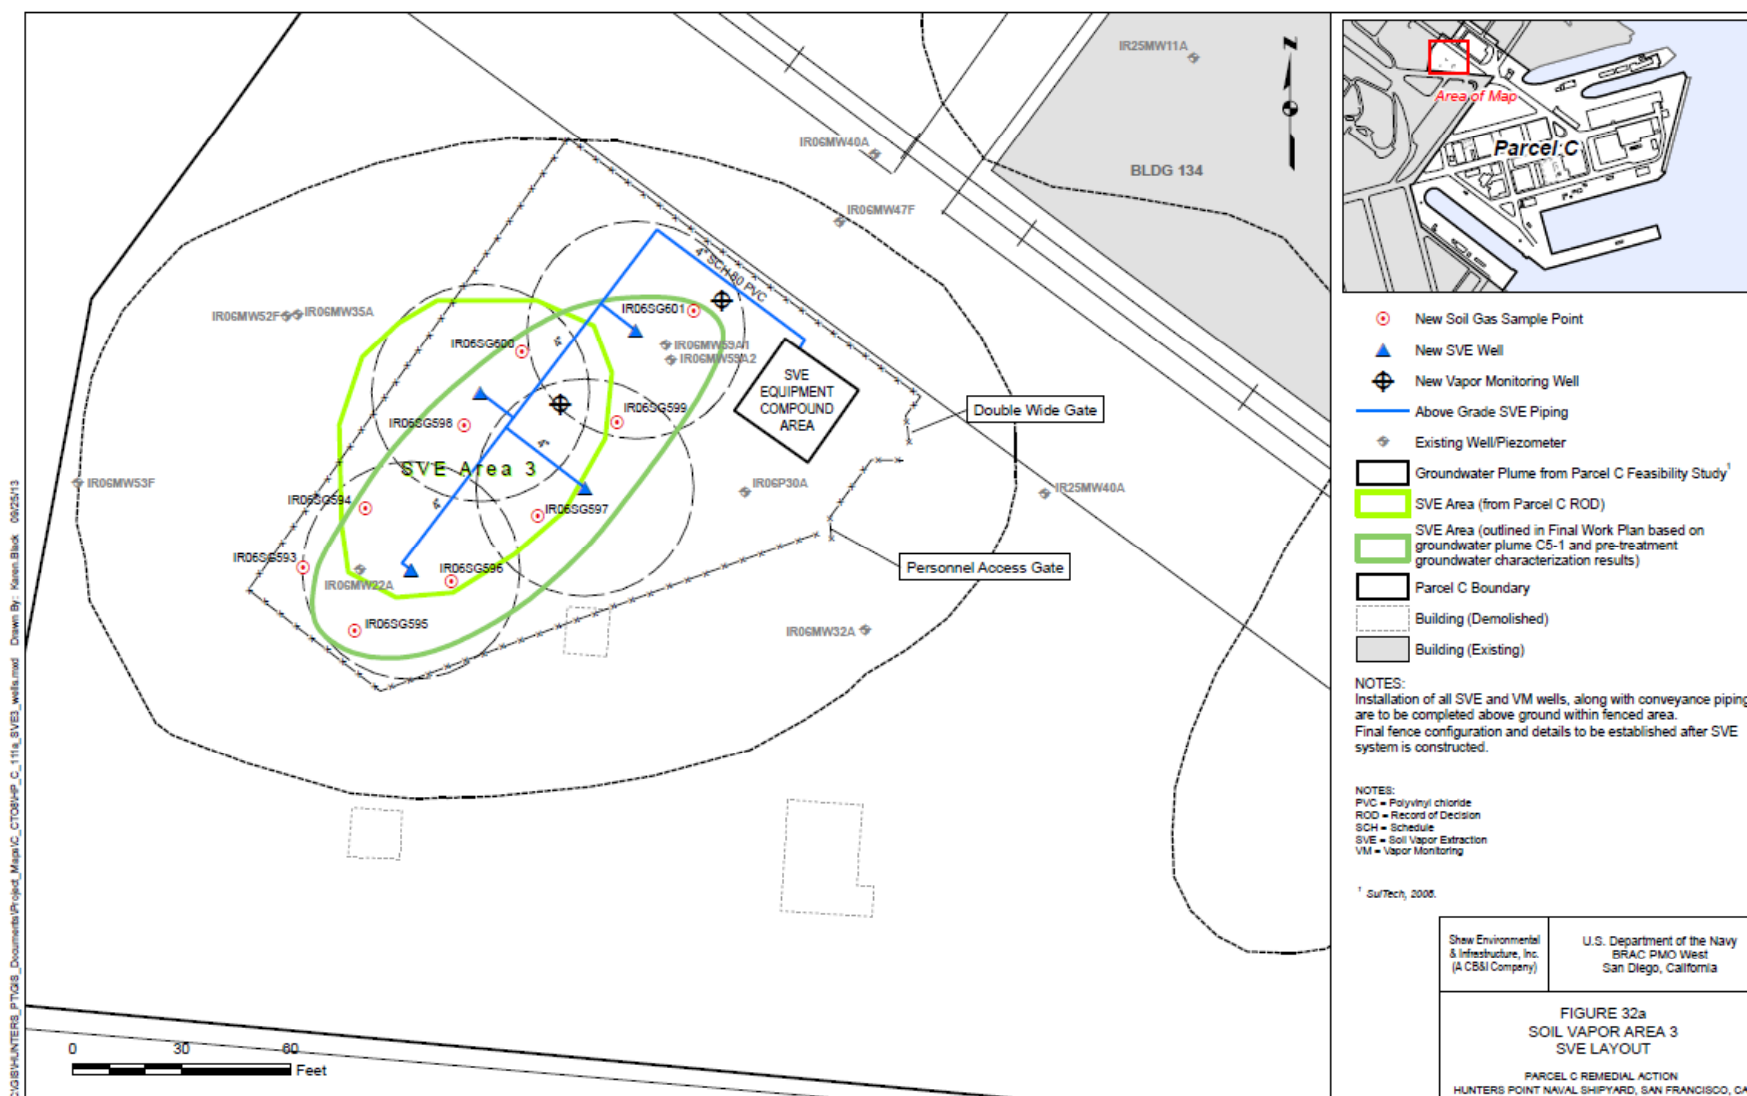 IR25MW11A
N
IR06MW40A
BLDG 134
IR06MW47F
4" SCH 80 PVC
IR06MW52F
IR06MW35A
IR06SG601
4"
IR06SG600
IR06MW59A1
IR06MW59A2
SVE
EQUIPMENT
COMPOUND
AREA
IR06SG599
Double Wide Gate
IR06SG598
4"
SVE Area 3
IR06MW53F
IR06P30A
IR25MW40A
IR06SG594
4"
IR06SG597
IR06SG593
IR06MW22A
IR06SG596
Personnel Access Gate
IR06SG595
IR06MW32A
0 30 60
Feet
Drawn By: Karen.Black 09/25/13
Area of Map
Parcel C
New Soil Gas Sample Point
New SVE Well
New Vapor Monitoring Well
Above Grade SVE Piping
Existing Well/Piezometer
Groundwater Plume from Parcel C Feasibility Study1
SVE Area (from Parcel C ROD)
SVE Area (outlined in Final Work Plan based on
groundwater plume C5-1 and pre-treatment
groundwater characterization results)
Parcel C Boundary
Building (Demolished)
Building (Existing)
NOTES:
Installation of all SVE and VM wells, along with conveyance piping
are to be completed above ground within fenced area.
Final fence configuration and details to be established after SVE
system is constructed.
NOTES:
PVC = Polyvinyl chloride
ROD = Record of Decision
SCH = Schedule
SVE = Soil Vapor Extraction
VM = Vapor Monitoring
1 SulTech, 2008.
Shaw Environmental
& Infrastructure, Inc.
(A CB&I Company)
U.S. Department of the Navy
BRAC PMO West
San Diego, California
FIGURE 32a
SOIL VAPOR AREA 3
SVE LAYOUT
PARCEL C REMEDIAL ACTION
HUNTERS POINT NAVAL SHIPYARD, SAN FRANCISCO, CA